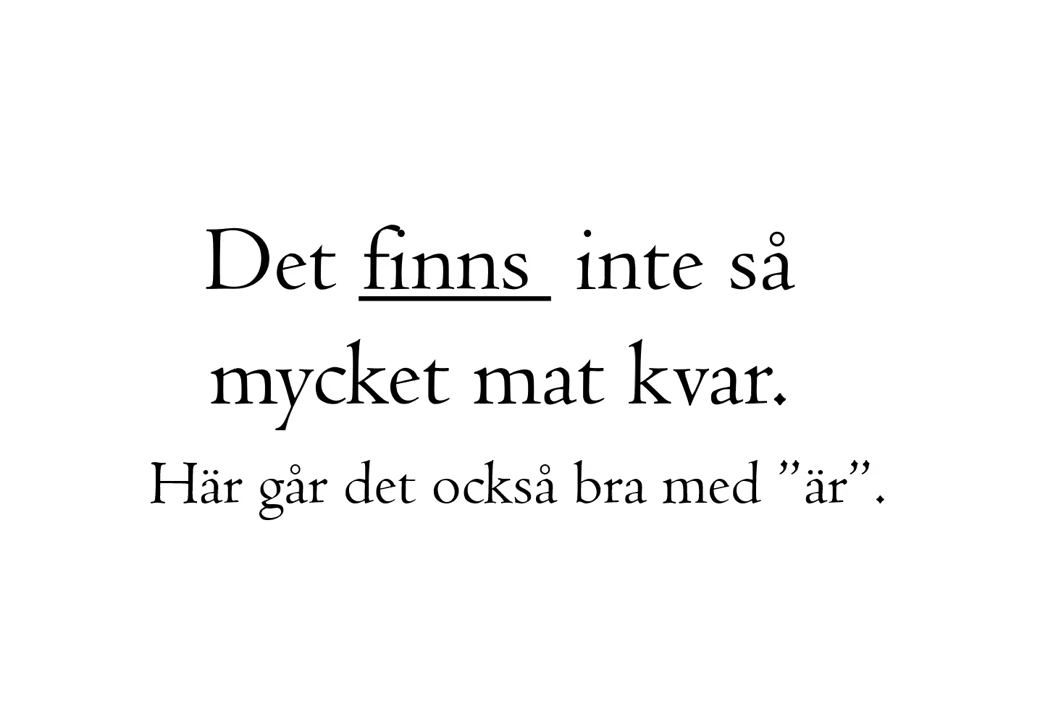 Det finns inte så
mycket mat kvar.
Här går det också bra med ”är”.